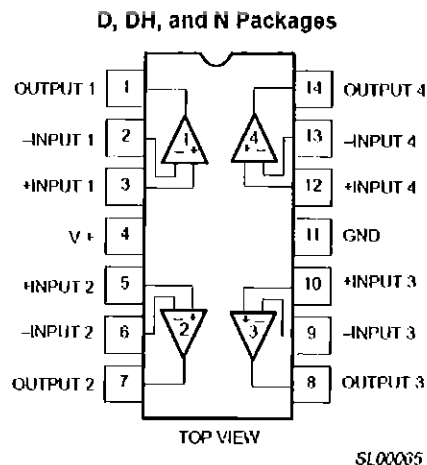 D, DH, and N Packages
OUTPUT 1 1 14 OUTPUT 4
–INPUT 1 2 1 4 13 –INPUT 4
– + + –
+INPUT 1 3 12 +INPUT 4
V + 4 11 GND
+INPUT 2 5 10 +INPUT 3
– + + –
–INPUT 2 6 2 3 9 –INPUT 3
OUTPUT 2 7 8 OUTPUT 3
TOP VIEW
SL00065